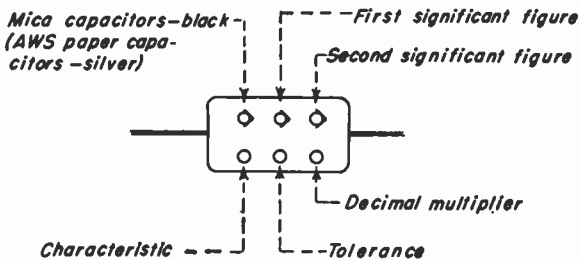 Mica capacitors-black
(AWS paper capa-
citors-silver)
First significant figure
Second significant figure
Decimal multiplier
Characteristic
Tolerance